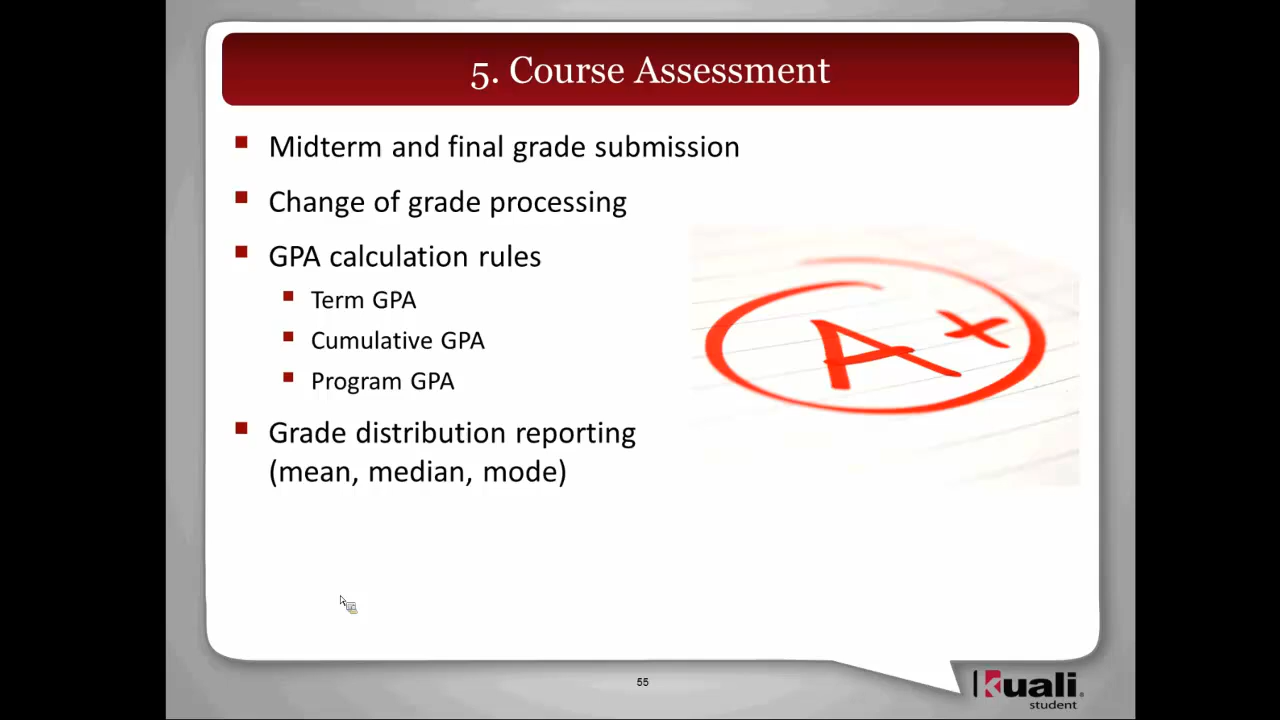 5. Course Assessment
Midterm and final grade submission
Change of grade processing
GPA calculation rules
Term GPA
Cumulative GPA
Program GPA
Grade distribution reporting
(mean, median, mode)
A+
55
Kuali
student